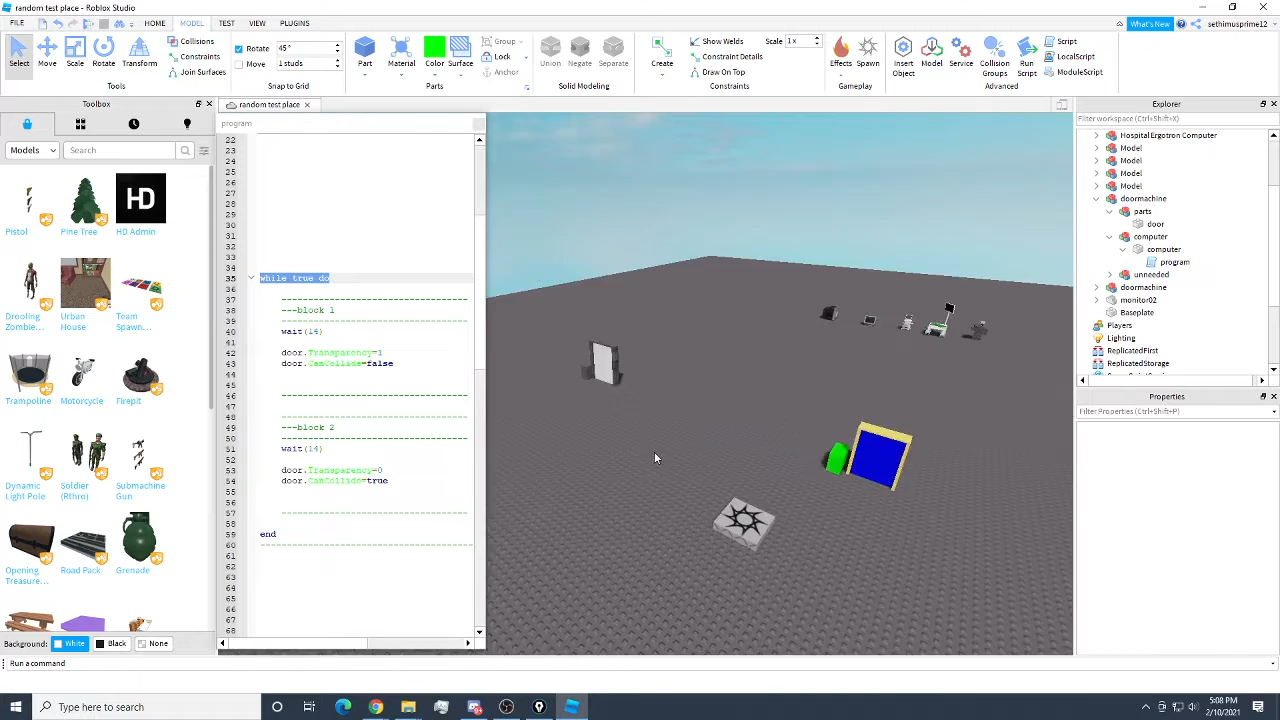 random test place - Roblox Studio
sethimusprime12
FILE HOME MODEL TEST VIEW PLUGINS
What's New
Select Move Scale Rotate Transform
Collisions
Constraints
Join Surfaces
Tools
Rotate 45°
Move 1 studs
Snap to Grid
Part Material Color Surface
Group
Lock
Anchor
Parts
Union Negate Separate
Solid Modeling
Create
Show Welds
Scale 1x
Constraint Details
Draw On Top
Constraints
Effects Spawn
Gameplay
Insert Object
Model
Service
Collision Groups
Run Script
Script
LocalScript
ModuleScript
Advanced
Toolbox
Models
Search
HD
Pistol Pine Tree HD Admin
Drooling Zombie...
Urban House
Team Spawn...
Trampoline Motorcycle Firepit
Dynamic Light Pole
Soldier (Rthro)
Submachine Gun
Opening Treasure...
Road Pack
Grenade
Background: White Black None
Run a command
random test place
program
22
23
24
25
26
27
28
29
30
31
32
33
34
35 while true do
36
37 -----------------------------------
38 ---block 1
39 -----------------------------------
40 wait(14)
41
42 door.Transparency=1
43 door.CanCollide=false
44
45
46 -----------------------------------
47
48 -----------------------------------
49 ---block 2
50 -----------------------------------
51 wait(14)
52
53 door.Transparency=0
54 door.CanCollide=true
55
56
57 -----------------------------------
58
59 end
60 ----------------------------------------
61
62
63
64
65
66
67
68
Explorer
Filter workspace (Ctrl+Shift+X)
Hospital Ergotron Computer
Model
Model
Model
Model
doormachine
parts
door
computer
computer
program
unneeded
doormachine
monitor02
Baseplate
Players
Lighting
ReplicatedFirst
ReplicatedStorage
Properties
Filter Properties (Ctrl+Shift+P)
Type here to search
5:08 PM
2/10/2021